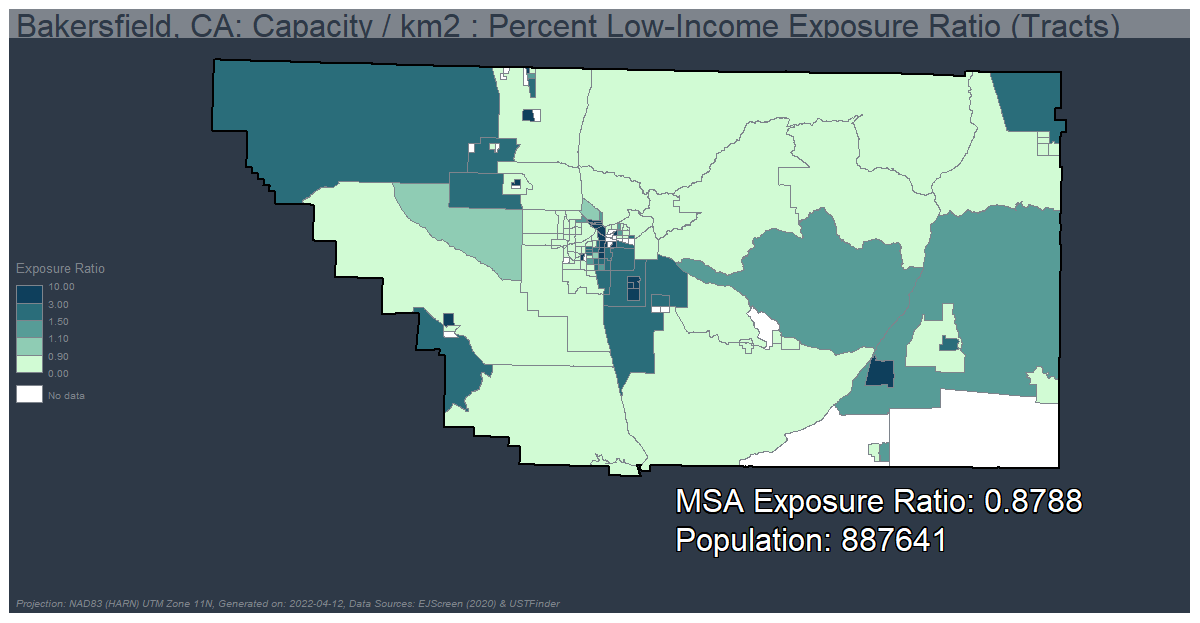 Bakersfield, CA: Capacity / km2 : Percent Low-Income Exposure Ratio (Tracts)
Exposure Ratio
10.00
3.00
1.50
1.10
0.90
0.00
No data
MSA Exposure Ratio: 0.8788
Population: 887641
Projection: NAD83 (HARN) UTM Zone 11N, Generated on: 2022-04-12, Data Sources: EJScreen (2020) & USTFinder